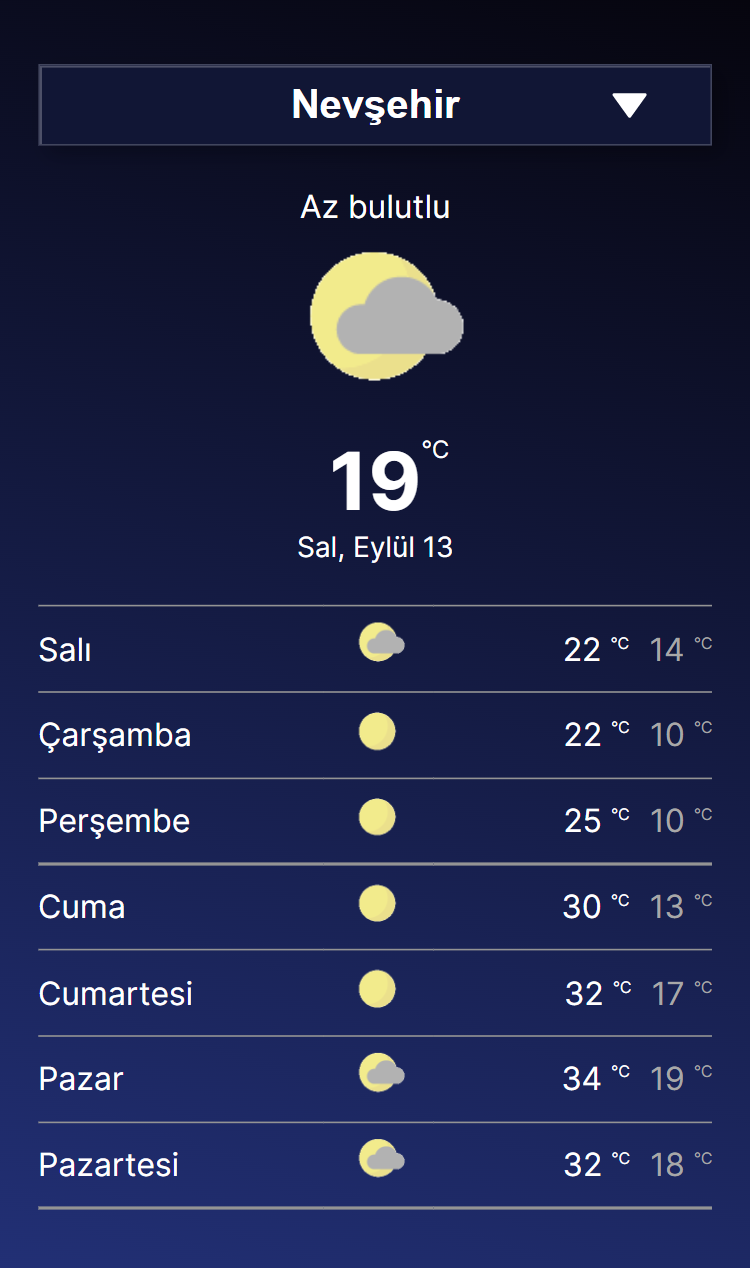 Nevşehir
Az bulutlu
19 °C
Sal, Eylül 13
Salı 22 °C 14 °C
Çarşamba 22 °C 10 °C
Perşembe 25 °C 10 °C
Cuma 30 °C 13 °C
Cumartesi 32 °C 17 °C
Pazar 34 °C 19 °C
Pazartesi 32 °C 18 °C